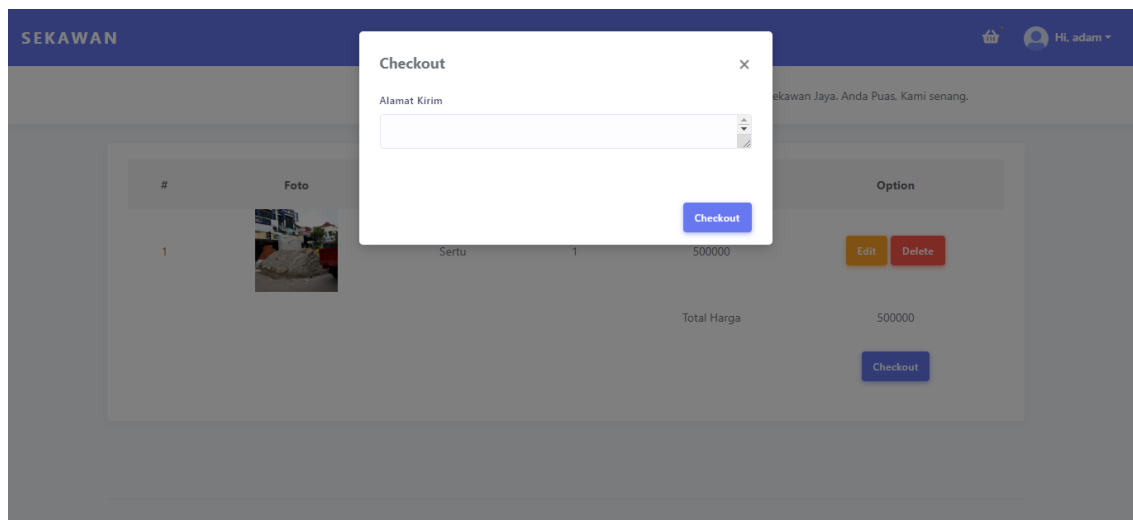 SEKAWAN
Hi, adam
Checkout
×
Alamat Kirim
ekawan Jaya. Anda Puas, Kami senang.
Checkout
# Foto Option
1 Sertu 1 500000 Edit Delete
Total Harga 500000
Checkout